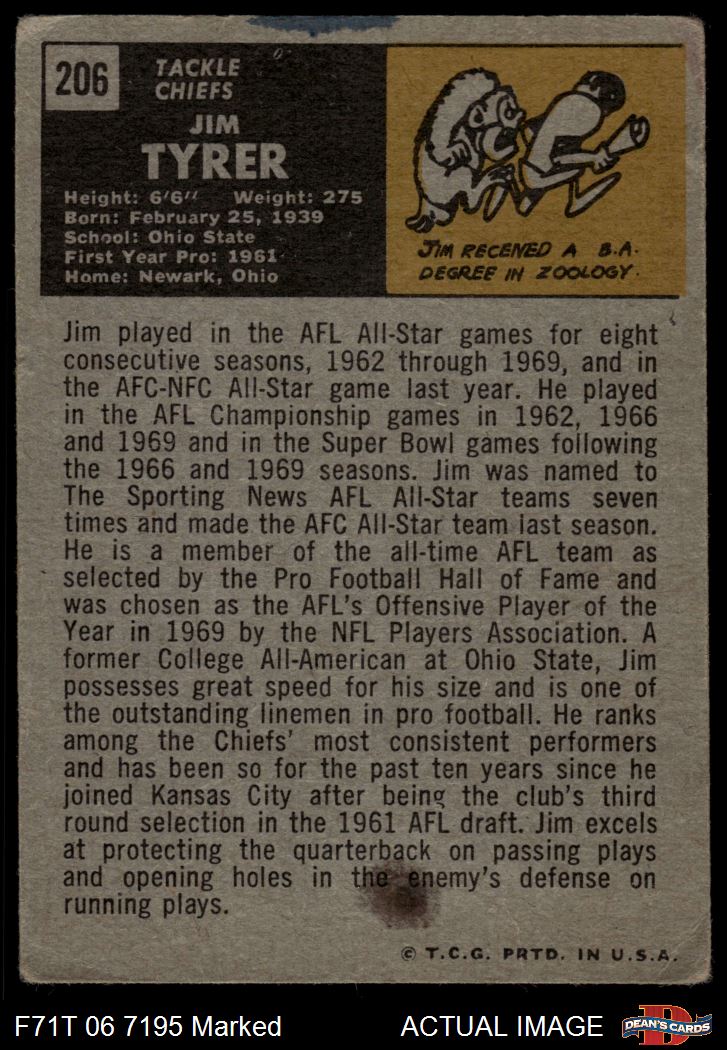 206
TACKLE
CHIEFS
JIM
TYRER
Height: 6'6" Weight: 275
Born: February 25, 1939
School: Ohio State
First Year Pro: 1961
Home: Newark, Ohio
JIM RECEIVED A B.A.
DEGREE IN ZOOLOGY.
Jim played in the AFL All-Star games for eight
consecutive seasons, 1962 through 1969, and in
the AFC-NFC All-Star game last year. He played
in the AFL Championship games in 1962, 1966
and 1969 and in the Super Bowl games following
the 1966 and 1969 seasons. Jim was named to
The Sporting News AFL All-Star teams seven
times and made the AFC All-Star team last season.
He is a member of the all-time AFL team as
selected by the Pro Football Hall of Fame and
was chosen as the AFL's Offensive Player of the
Year in 1969 by the NFL Players Association. A
former College All-American at Ohio State, Jim
possesses great speed for his size and is one of
the outstanding linemen in pro football. He ranks
among the Chiefs' most consistent performers
and has been so for the past ten years since he
joined Kansas City after being the club's third
round selection in the 1961 AFL draft. Jim excels
at protecting the quarterback on passing plays
and opening holes in the enemy's defense on
running plays.
© T.C.G. PRTD. IN U.S.A.
F71T 06 7195 Marked ACTUAL IMAGE
D
DEAN'S CARDS